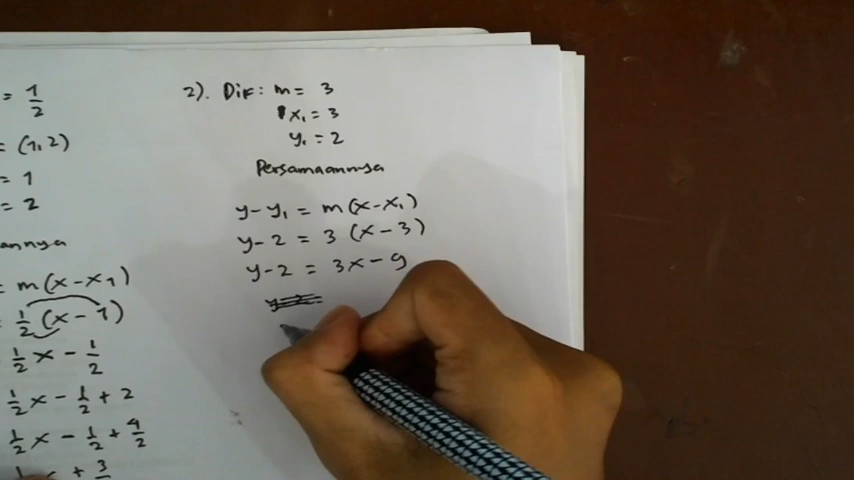 = 1/2
= (1,2)
= 1
= 2
annya
= m(x-x1)
= 1/2 (x - 1)
1/2 x - 1/2
1/2 x - 1/2 + 2
1/2 x - 1/2 + 4/2
+ 3
2). Dik: m = 3
x₁ = 3
y₁ = 2
Persamaannya
y - y₁ = m(x-x₁)
y - 2 = 3 (x - 3)
y - 2 = 3x - 9